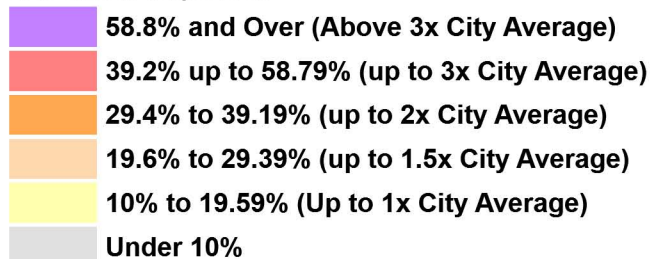 58.8% and Over (Above 3x City Average)
39.2% up to 58.79% (up to 3x City Average)
29.4% to 39.19% (up to 2x City Average)
19.6% to 29.39% (up to 1.5x City Average)
10% to 19.59% (Up to 1x City Average)
Under 10%